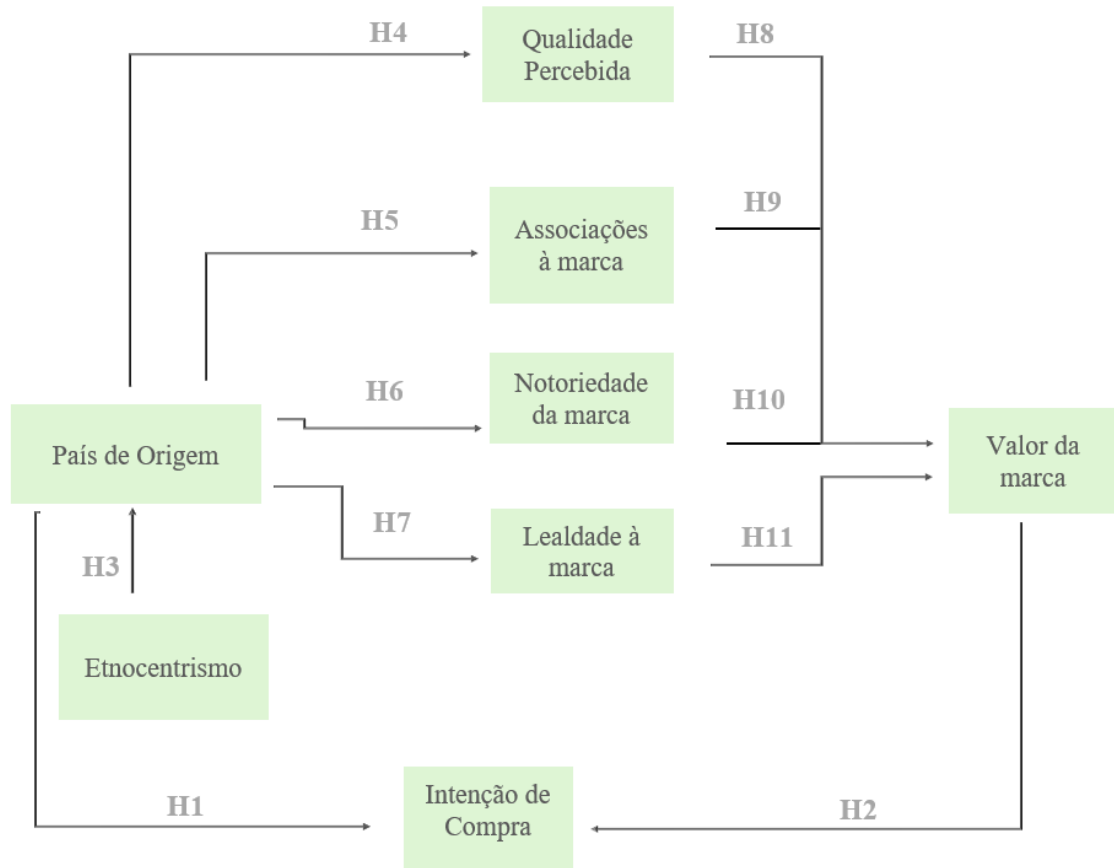 H4
Qualidade
Percebida
H8
H5
Associações
à marca
H9
H6
Notoriedade
da marca
H10
País de Origem
Valor da
marca
H7
Lealdade à
marca
H11
H3
Etnocentrismo
H1
Intenção de
Compra
H2